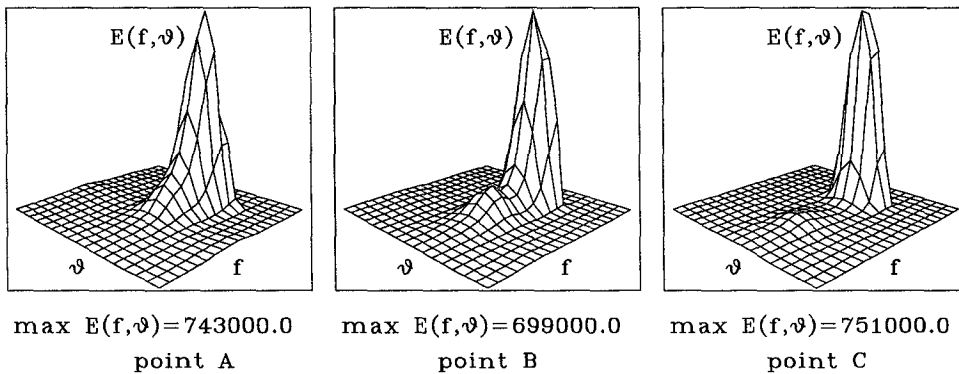 E(f,ϑ)
ϑ
f
max E(f,ϑ)=743000.0
point A
E(f,ϑ)
ϑ
f
max E(f,ϑ)=699000.0
point B
E(f,ϑ)
ϑ
f
max E(f,ϑ)=751000.0
point C